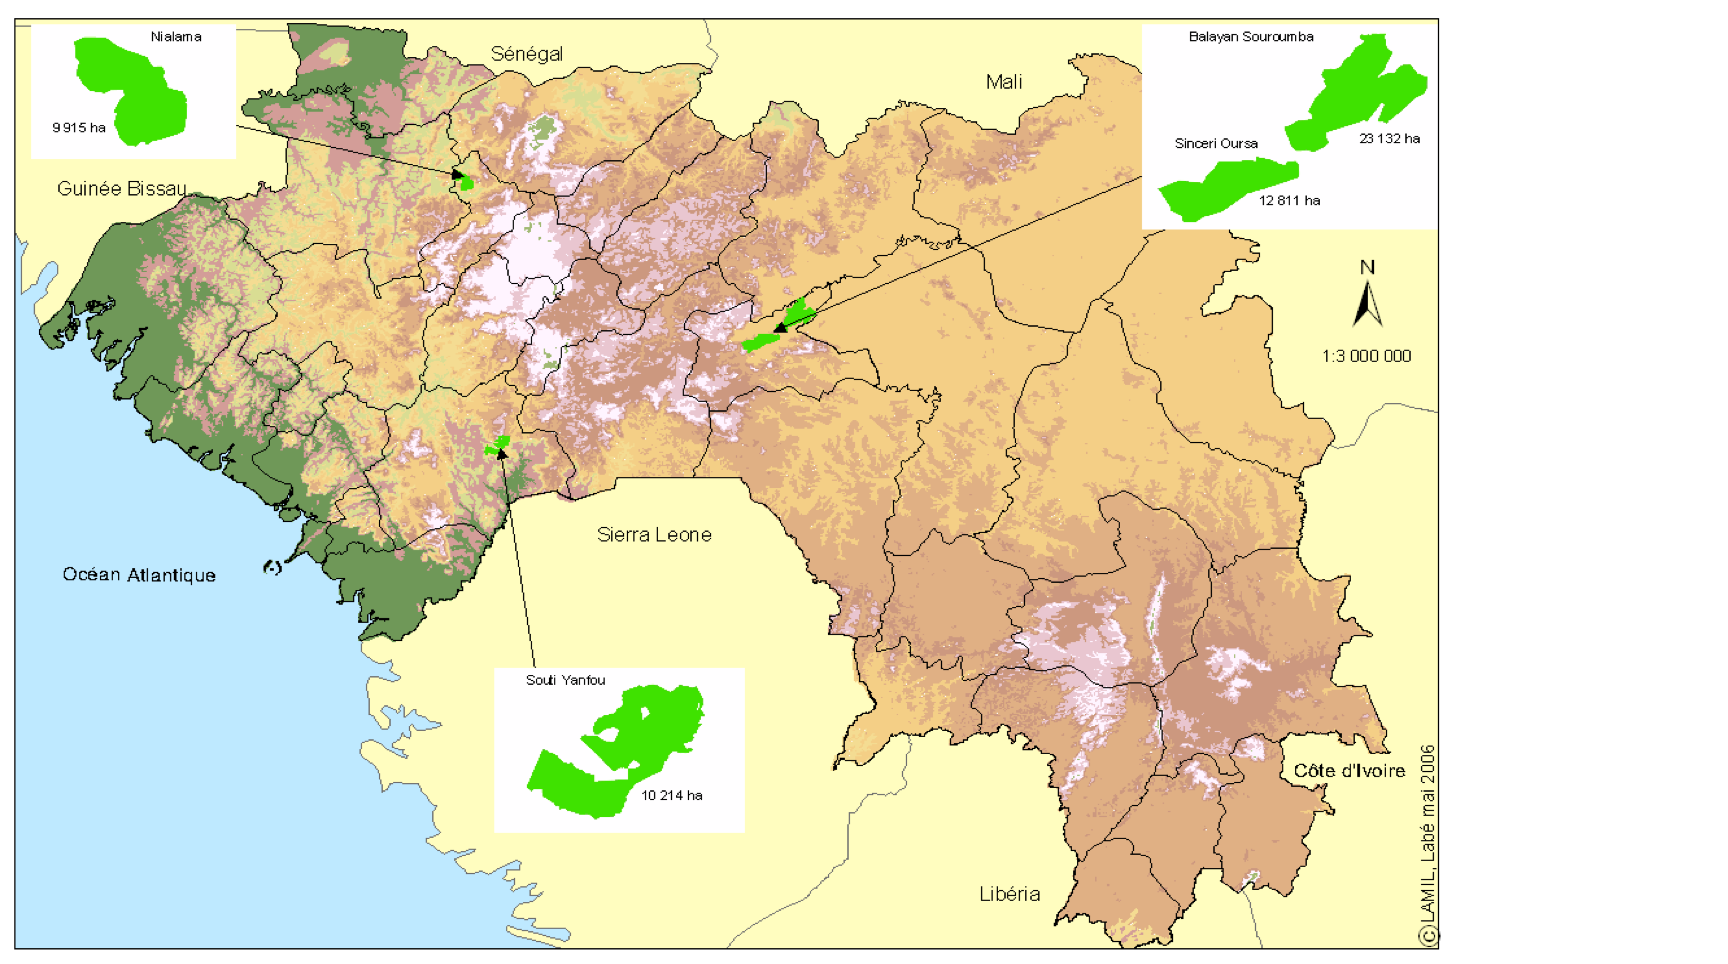 Nialama
9 915 ha
Sénégal
Mali
Balayan Souroumba
23 132 ha
Sinceri Oursa
12 811 ha
Guinée Bissau
N
1:3 000 000
Sierra Leone
Océan Atlantique
Souti Yanfou
10 214 ha
Côte d'Ivoire
Libéria
© LAMIL, Labé mai 2006